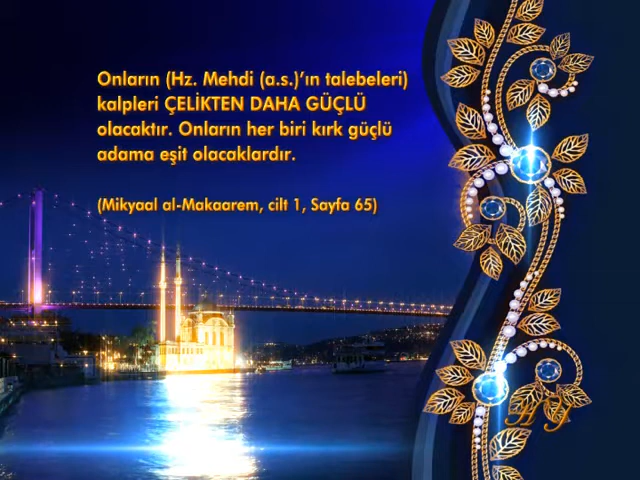 Onların (Hz. Mehdi (a.s.)’ın talebeleri)
kalpleri ÇELİKTEN DAHA GÜÇLÜ
olacaktır. Onların her biri kırk güçlü
adama eşit olacaklardır.
(Mikyaal al-Makaarem, cilt 1, Sayfa 65)
HY